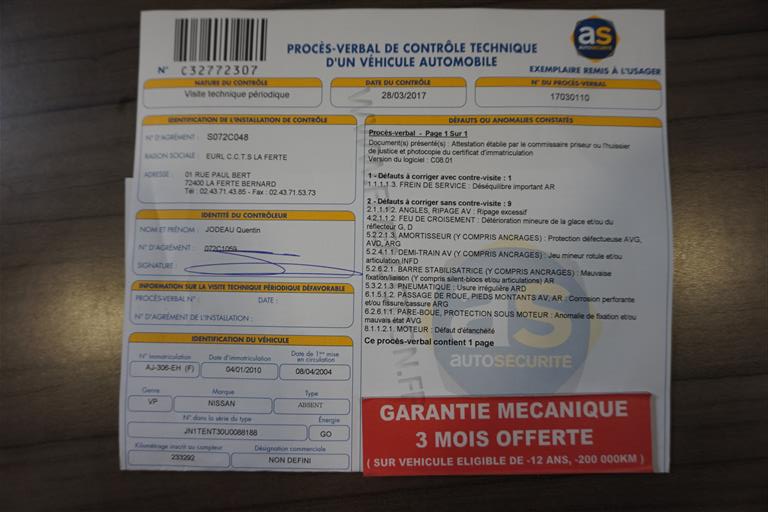 as
AUTOSÉCURITÉ
PROCÈS-VERBAL DE CONTRÔLE TECHNIQUE
D'UN VÉHICULE AUTOMOBILE
N° C32772307
EXEMPLAIRE REMIS À L'USAGER
NATURE DU CONTRÔLE
Visite technique périodique
DATE DU CONTRÔLE
28/03/2017
N° DU PROCÈS-VERBAL
17030110
IDENTIFICATION DE L'INSTALLATION DE CONTRÔLE
N° D'AGRÉMENT : S072C048
RAISON SOCIALE : EURL C.C.T.S LA FERTE
ADRESSE : 01 RUE PAUL BERT
72400 LA FERTE BERNARD
Tél : 02.43.71.43.85 - Fax : 02.43.71.53.73
IDENTITÉ DU CONTRÔLEUR
NOM ET PRÉNOM : JODEAU Quentin
N° D'AGRÉMENT : 072C1059
SIGNATURE :
INFORMATION SUR LA VISITE TECHNIQUE PÉRIODIQUE DÉFAVORABLE
PROCÈS-VERBAL N° : DATE :
N° D'AGRÉMENT DE L'INSTALLATION :
IDENTIFICATION DU VÉHICULE
N° Immatriculation
AJ-306-EH (F)
Date d'immatriculation
04/01/2010
Date de 1ère mise
en circulation
08/04/2004
Genre
VP
Marque
NISSAN
Type
ABSENT
N° dans la série du type
JN1TENT30U0088188
Énergie
GO
Kilométrage inscrit au compteur
233292
Désignation commerciale
NON DEFINI
DÉFAUTS OU ANOMALIES CONSTATÉS
Procès-verbal - Page 1 Sur 1
Document(s) présenté(s) : Attestation établie par le commissaire priseur ou l'huissier
de justice et photocopie du certificat d'immatriculation
Version du logiciel : C08.01
1 - Défauts à corriger avec contre-visite : 1
1.1.1.1.3. FREIN DE SERVICE : Déséquilibre important AR
2 - Défauts à corriger sans contre-visite : 9
2.1.1.1.2. ANGLES, RIPAGE AV : Ripage excessif
4.2.1.1.2. FEU DE CROISEMENT : Détérioration mineure de la glace et/ou du
réflecteur G, D
5.2.2.1.3. AMORTISSEUR (Y COMPRIS ANCRAGES) : Protection défectueuse AVG,
AVD, ARG
5.2.4.1.1. DEMI-TRAIN AV (Y COMPRIS ANCRAGES) : Jeu mineur rotule et/ou
articulation INFD
5.2.6.2.1. BARRE STABILISATRICE (Y COMPRIS ANCRAGES) : Mauvaise
fixation/liaison (Y compris silent-blocs et/ou articulations) AR
5.3.2.1.3. PNEUMATIQUE : Usure irrégulière ARD
6.1.5.1.2. PASSAGE DE ROUE, PIEDS MONTANTS AV, AR : Corrosion perforante
et/ou fissure/cassure ARG
6.2.6.1.1. PARE-BOUE, PROTECTION SOUS MOTEUR : Anomalie de fixation et/ou
mauvais état AVG
8.1.1.2.1. MOTEUR : Défaut d'étanchéité
Ce procès-verbal contient 1 page
as
AUTOSÉCURITÉ
GARANTIE MECANIQUE
3 MOIS OFFERTE
( SUR VEHICULE ELIGIBLE DE -12 ANS, -200 000KM )